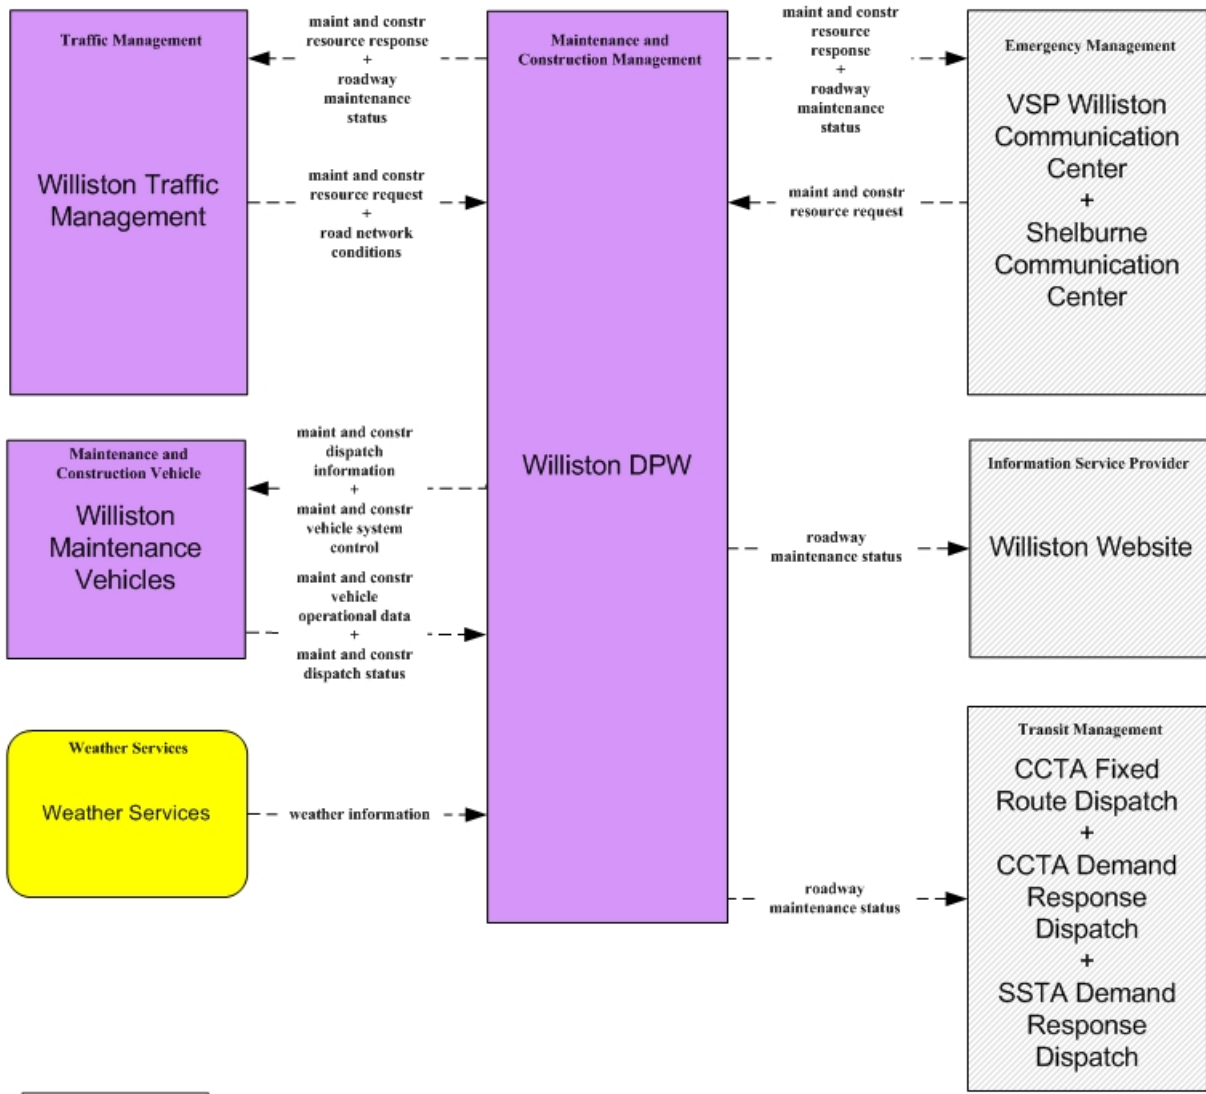 Traffic Management
Williston Traffic
Management
maint and constr
resource response
+
roadway
maintenance
status
maint and constr
resource request
+
road network
conditions
Maintenance and
Construction Management
Williston DPW
maint and constr
resource
response
+
roadway
maintenance
status
maint and constr
resource request
Emergency Management
VSP Williston
Communication
Center
+
Shelburne
Communication
Center
Maintenance and
Construction Vehicle
Williston
Maintenance
Vehicles
maint and constr
dispatch
information
+
maint and constr
vehicle system
control
maint and constr
vehicle
operational data
+
maint and constr
dispatch status
roadway
maintenance status
Information Service Provider
Williston Website
Weather Services
Weather Services
weather information
roadway
maintenance status
Transit Management
CCTA Fixed
Route Dispatch
+
CCTA Demand
Response
Dispatch
+
SSTA Demand
Response
Dispatch